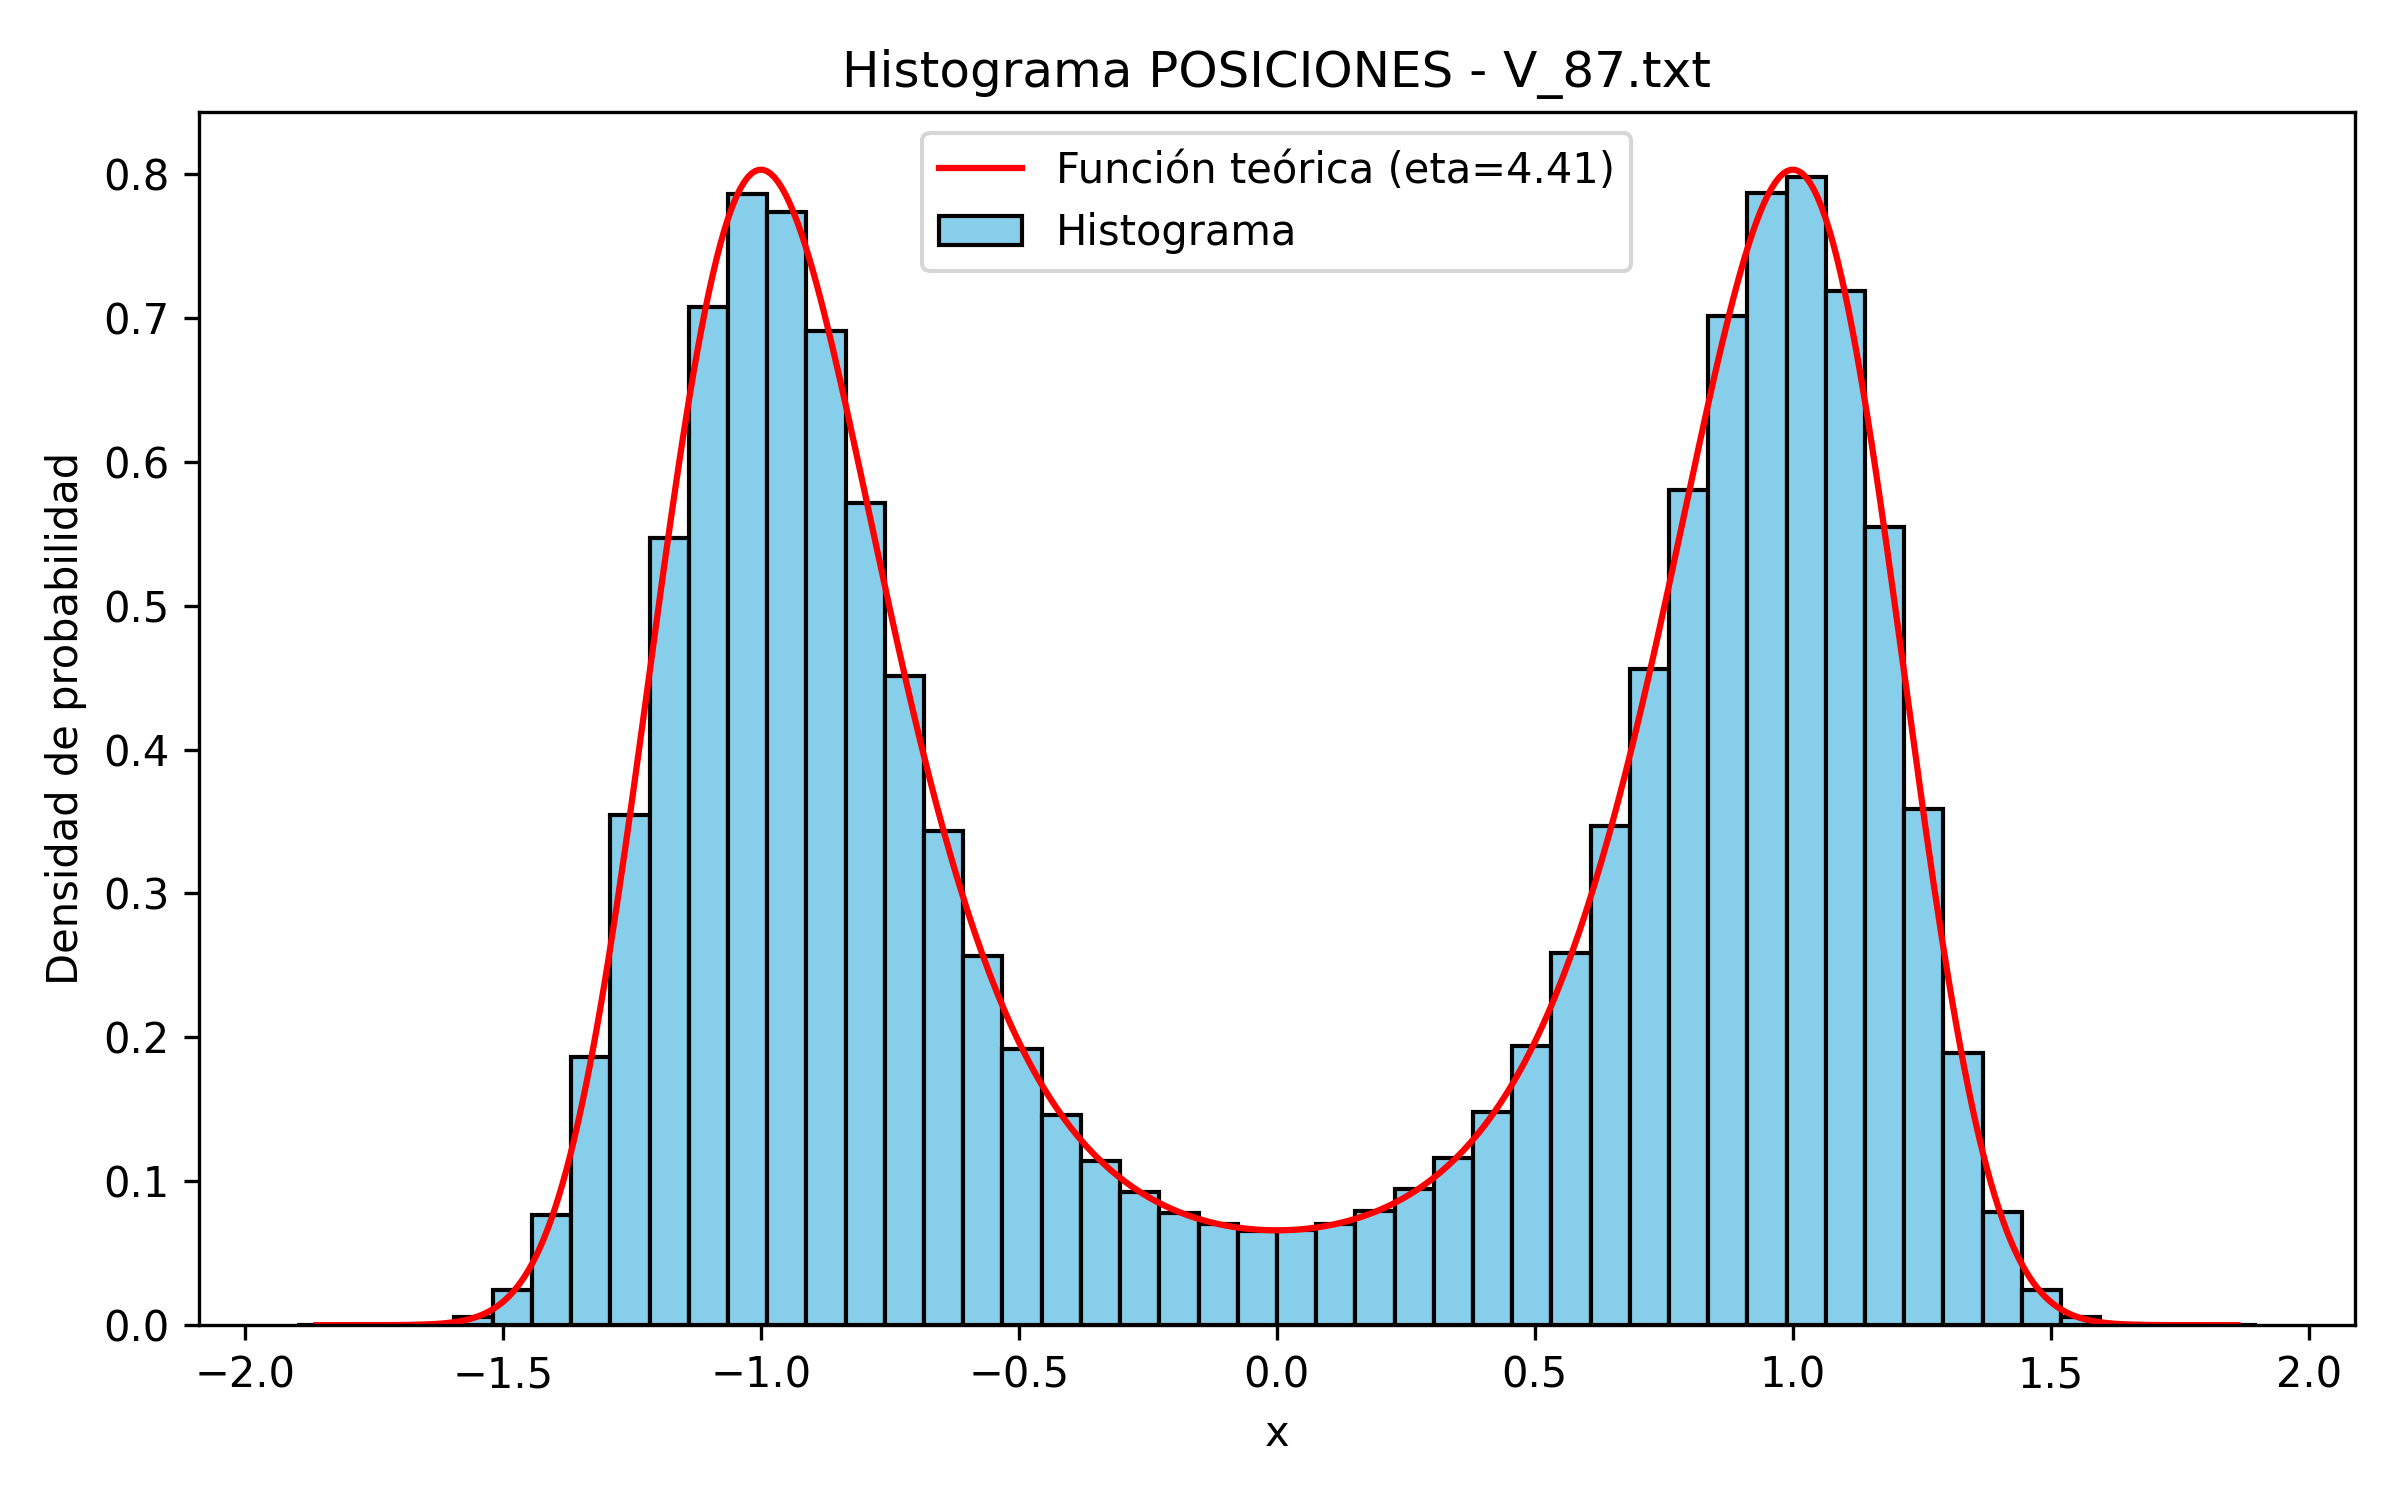 Histograma POSICIONES - V_87.txt
Función teórica (eta=4.41)
Histograma
Densidad de probabilidad
0.8
0.7
0.6
0.5
0.4
0.3
0.2
0.1
0.0
−2.0 −1.5 −1.0 −0.5 0.0 0.5 1.0 1.5 2.0
x